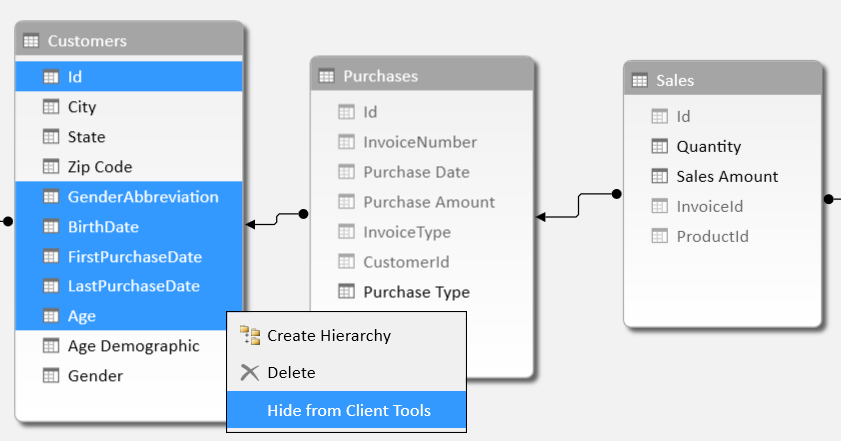 Customers
Id
City
State
Zip Code
GenderAbbreviation
BirthDate
FirstPurchaseDate
LastPurchaseDate
Age
Age Demographic
Gender
Purchases
Id
InvoiceNumber
Purchase Date
Purchase Amount
InvoiceType
CustomerId
Purchase Type
Sales
Id
Quantity
Sales Amount
InvoiceId
ProductId
Create Hierarchy
Delete
Hide from Client Tools